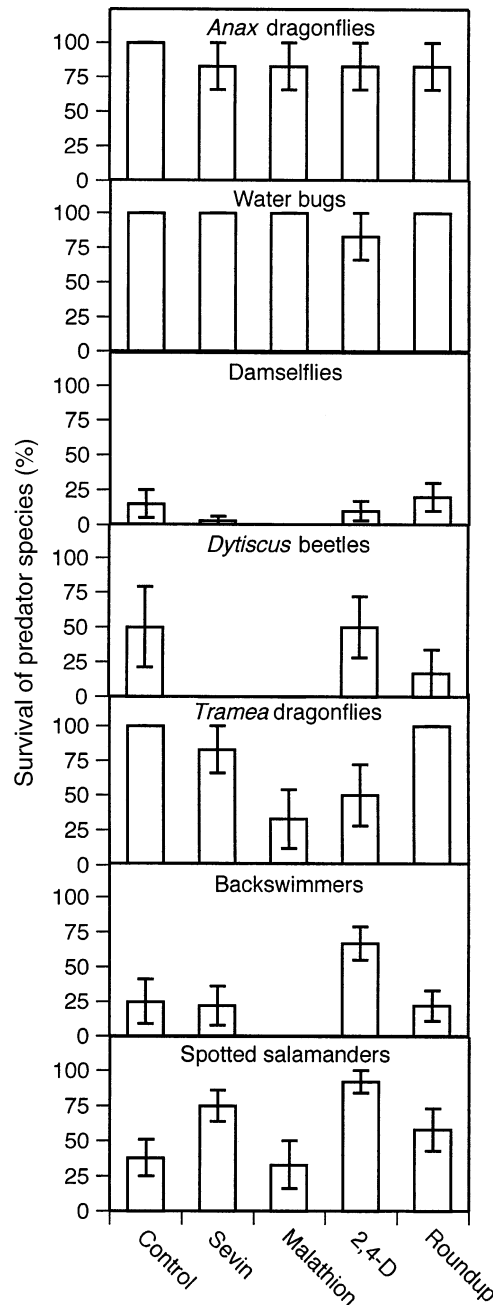 Survival of predator species (%)
Anax dragonflies
100
75
50
25
0
Water bugs
100
75
50
25
0
Damselflies
100
75
50
25
0
Dytiscus beetles
100
75
50
25
0
Tramea dragonflies
100
75
50
25
0
Backswimmers
100
75
50
25
0
Spotted salamanders
100
75
50
25
0
Control
Sevin
Malathion
2,4-D
Roundup